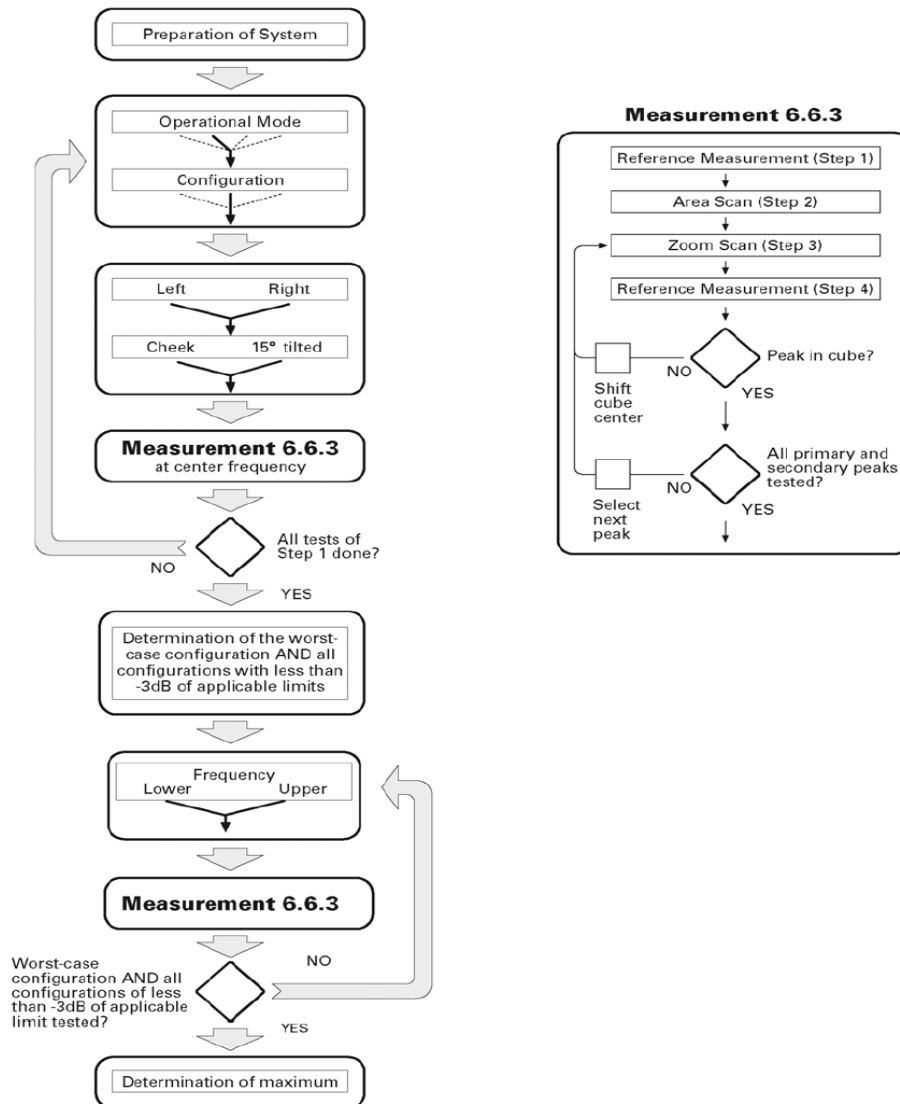 Preparation of System
Operational Mode
Configuration
Left Right
Cheek 15° tilted
Measurement 6.6.3
at center frequency
All tests of
Step 1 done?
NO
YES
Determination of the worst-
case configuration AND all
configurations with less than
-3dB of applicable limits
Frequency
Lower Upper
Measurement 6.6.3
Worst-case
configuration AND all
configurations of less
than -3dB of applicable
limit tested?
NO
YES
Determination of maximum
Measurement 6.6.3
Reference Measurement (Step 1)
Area Scan (Step 2)
Zoom Scan (Step 3)
Reference Measurement (Step 4)
Peak in cube?
NO
YES
Shift
cube
center
All primary and
secondary peaks
tested?
NO
YES
Select
next
peak